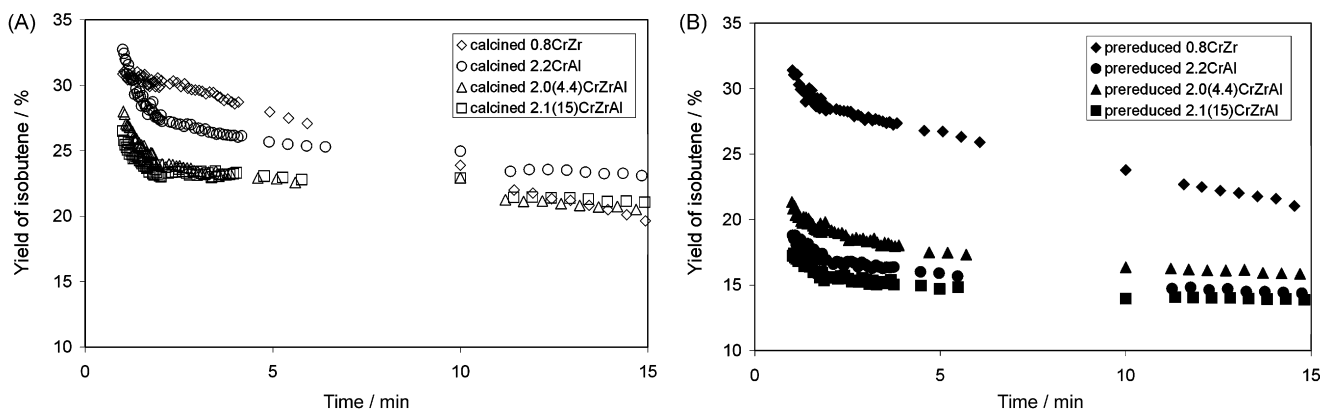 (A)
35
30
25
20
15
10
0
5
10
15
Yield of isobutene / %
Time / min
calcined 0.8CrZr
calcined 2.2CrAl
calcined 2.0(4.4)CrZrAl
calcined 2.1(15)CrZrAl
(B)
35
30
25
20
15
10
0
5
10
15
Yield of isobutene / %
Time / min
prereduced 0.8CrZr
prereduced 2.2CrAl
prereduced 2.0(4.4)CrZrAl
prereduced 2.1(15)CrZrAl